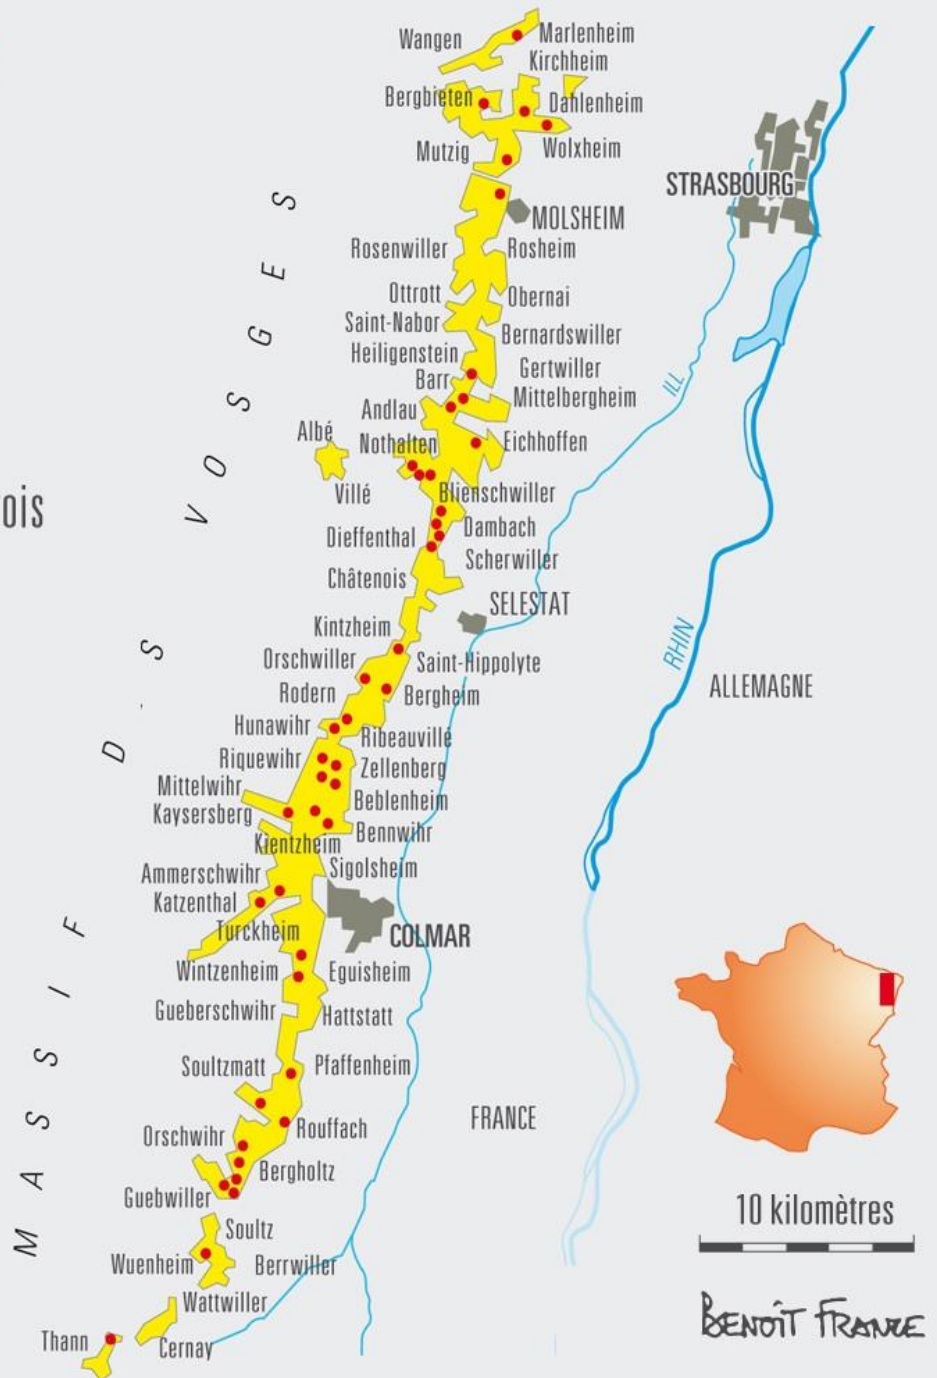 Wangen
Marlenheim
Kirchheim
Bergbieten
Dahlenheim
Mutzig
Wolxheim
STRASBOURG
MOLSHEIM
Rosenwiller
Rosheim
Ottrott
Obernai
Saint-Nabor
Bernardswiller
Heiligenstein
Gertwiller
Barr
Mittelbergheim
Andlau
ILL
Albé
Nothalten
Eichhoffen
Villé
Blienschwiller
ois
Dambach
Dieffenthal
Scherwiller
Châtenois
SELESTAT
Kintzheim
Orschwiller
Saint-Hippolyte
RHIN
Rodern
Bergheim
ALLEMAGNE
Hunawihr
Ribeauvillé
Riquewihr
Zellenberg
Mittelwihr
Beblenheim
Kaysersberg
Bennwihr
Kientzheim
Sigolsheim
Ammerschwihr
Katzenthal
Turckheim
COLMAR
Wintzenheim
Eguisheim
Gueberschwihr
Hattstatt
Soultzmatt
Pfaffenheim
FRANCE
Rouffach
Orschwihr
Bergholtz
Guebwiller
MASSIF D S VOSGES
Soultz
10 kilomètres
Wuenheim
Berrwiller
Wattwiller
BENOÎT FRANCE
Thann
Cernay